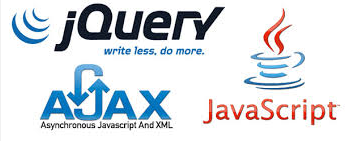 jQuery
write less, do more.
AJAX
Asynchronous Javascript And XML
JavaScript